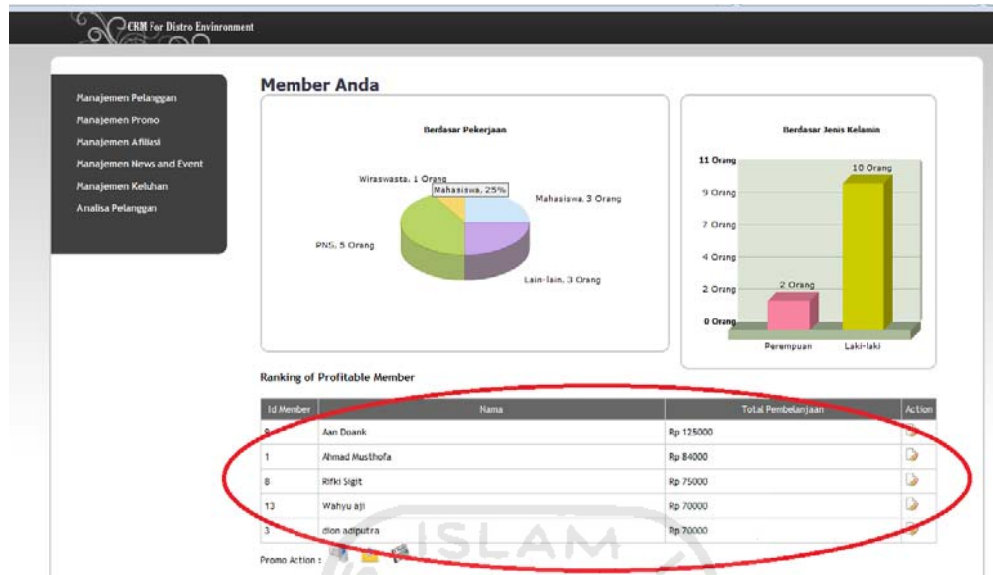 CRM For Distro Envinronment
Manajemen Pelanggan
Manajemen Promo
Manajemen Afiliasi
Manajemen News and Event
Manajemen Keluhan
Analisa Pelanggan
Member Anda
Berdasar Pekerjaan
Wiraswasta, 1 Orang
Mahasiswa, 25%
Mahasiswa, 3 Orang
PNS, 5 Orang
Lain-lain, 3 Orang
Berdasar Jenis Kelamin
11 Orang
10 Orang
9 Orang
7 Orang
4 Orang
2 Orang
2 Orang
0 Orang
Perempuan Laki-laki
Ranking of Profitable Member
Id Member Nama Total Pembelanjaan Action
9 Aan Doank Rp 125000
1 Ahmad Musthofa Rp 84000
8 Rifki Sigit Rp 75000
13 Wahyu aji Rp 70000
3 dion adiputra Rp 70000
ISLAM
Promo Action :